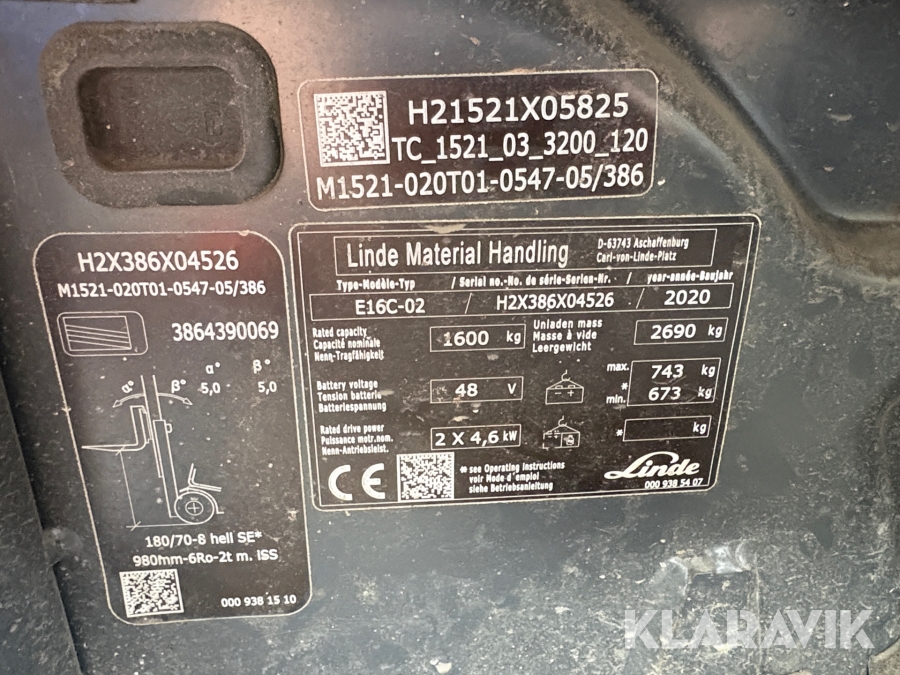 H21521X05825
TC_1521_03_3200_120
M1521-020T01-0547-05/386
H2X386X04526
M1521-020T01-0547-05/386
3864390069
α° β°
α° β° 5,0 5,0
180/70-8 hell SE*
980mm-6Ro-2t m. ISS
000 938 15 10
Linde Material Handling
D-63743 Aschaffenburg
Carl-von-Linde-Platz
Type-Modèle-Typ / Serial no.-No. de série-Serien-Nr. / year-année-Baujahr
E16C-02 / H2X386X04526 / 2020
Rated capacity
Capacité nominale
Nenn-Tragfähigkeit
1600 kg
Unladen mass
Masse à vide
Leergewicht
2690 kg
Battery voltage
Tension batterie
Batteriespannung
48 V
max. 743 kg
*
min. 673 kg
Rated drive power
Puissance motr.nom.
Nenn-Antriebsleist.
2 X 4,6 kW
* kg
CE
* see Operating Instructions
voir Mode d'emploi
siehe Betriebsanleitung
Linde
000 938 54 07
KLARAVIK